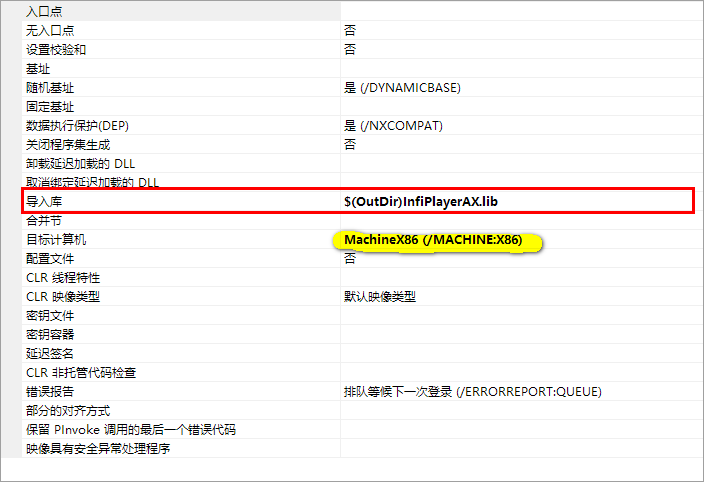 入口点
无入口点 否
设置校验和 否
基址
随机基址 是 (/DYNAMICBASE)
固定基址
数据执行保护(DEP) 是 (/NXCOMPAT)
关闭程序集生成 否
卸载延迟加载的 DLL
取消绑定延迟加载的 DLL
导入库 $(OutDir)InfiPlayerAX.lib
合并节
目标计算机 MachineX86 (/MACHINE:X86)
配置文件 否
CLR 线程特性
CLR 映像类型 默认映像类型
密钥文件
密钥容器
延迟签名
CLR 非托管代码检查
错误报告 排队等候下一次登录 (/ERRORREPORT:QUEUE)
部分的对齐方式
保留 PInvoke 调用的最后一个错误代码
映像具有安全异常处理程序